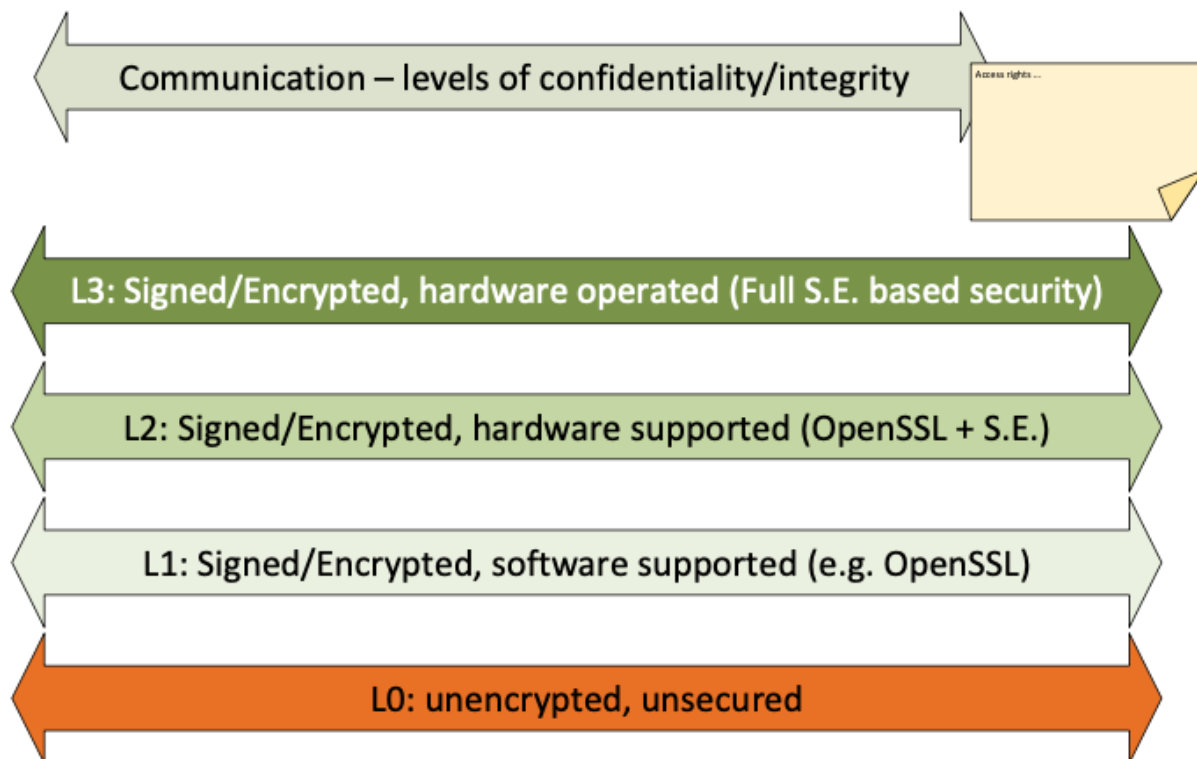 Communication – levels of confidentiality/integrity
Access rights ...
L3: Signed/Encrypted, hardware operated (Full S.E. based security)
L2: Signed/Encrypted, hardware supported (OpenSSL + S.E.)
L1: Signed/Encrypted, software supported (e.g. OpenSSL)
L0: unencrypted, unsecured